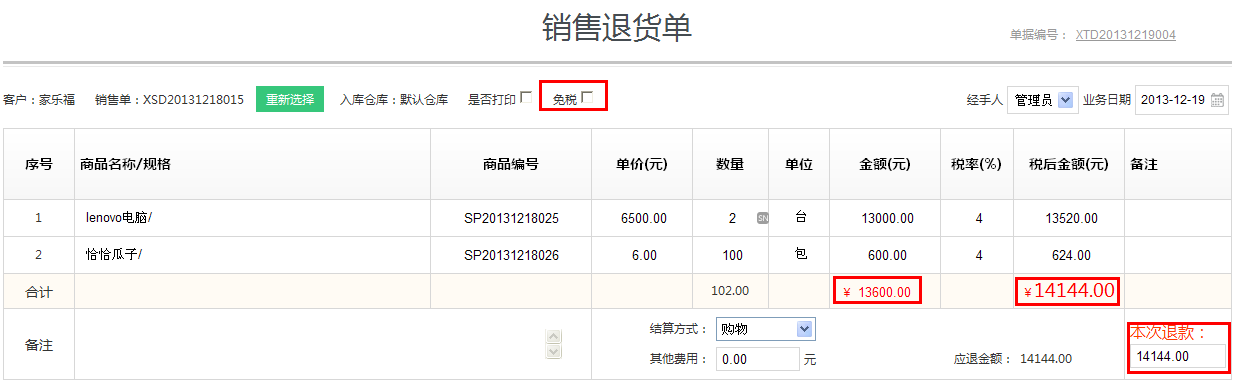 销售退货单
单据编号： XTD20131219004
客户：家乐福 销售单：XSD20131218015 重新选择 入库仓库：默认仓库 是否打印 免税 经手人 管理员 业务日期 2013-12-19
序号 商品名称/规格 商品编号 单价(元) 数量 单位 金额(元) 税率(%) 税后金额(元) 备注
1 lenovo电脑/ SP20131218025 6500.00 2 SN 台 13000.00 4 13520.00
2 恰恰瓜子/ SP20131218026 6.00 100 包 600.00 4 624.00
合计 102.00 ¥ 13600.00 ¥14144.00
备注 结算方式： 购物 本次退款：
其他费用： 0.00 元 应退金额： 14144.00 14144.00